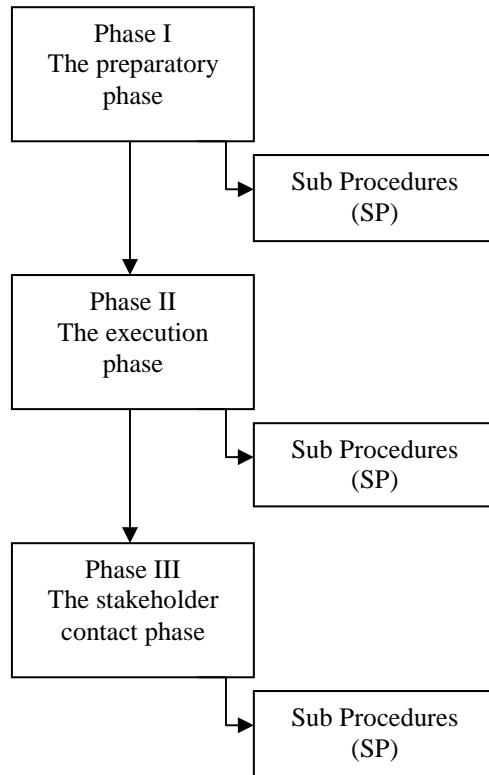 Phase I
The preparatory
phase
Sub Procedures
(SP)
Phase II
The execution
phase
Sub Procedures
(SP)
Phase III
The stakeholder
contact phase
Sub Procedures
(SP)